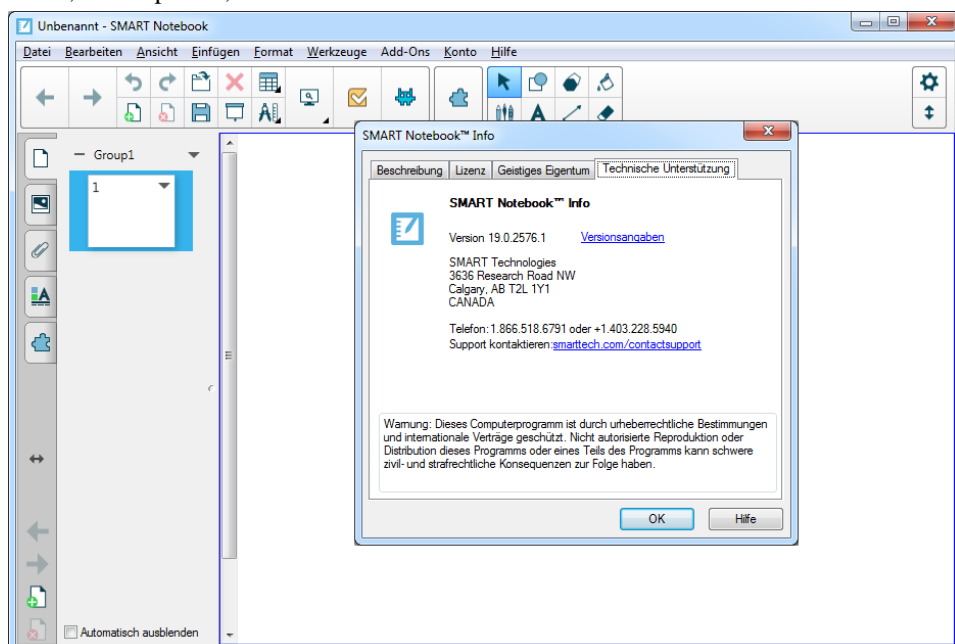 Unbenannt - SMART Notebook
Datei Bearbeiten Ansicht Einfügen Format Werkzeuge Add-Ons Konto Hilfe
Group1
1
SMART Notebook™ Info
Beschreibung Lizenz Geistiges Eigentum Technische Unterstützung
SMART Notebook™ Info
Version 19.0.2576.1 Versionsangaben
SMART Technologies
3636 Research Road NW
Calgary, AB T2L 1Y1
CANADA
Telefon: 1.866.518.6791 oder +1.403.228.5940
Support kontaktieren:smarttech.com/contactsupport
Warnung: Dieses Computerprogramm ist durch urheberrechtliche Bestimmungen
und internationale Verträge geschützt. Nicht autorisierte Reproduktion oder
Distribution dieses Programms oder eines Teils des Programms kann schwere
zivil- und strafrechtliche Konsequenzen zur Folge haben.
OK Hilfe
Automatisch ausblenden